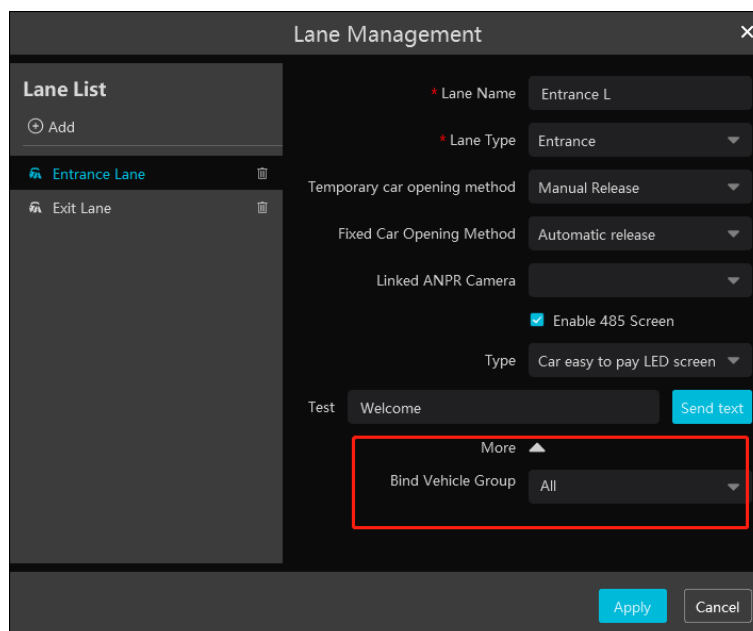 Lane Management
Lane List
Add
Entrance Lane
Exit Lane
* Lane Name Entrance L
* Lane Type Entrance
Temporary car opening method Manual Release
Fixed Car Opening Method Automatic release
Linked ANPR Camera
Enable 485 Screen
Type Car easy to pay LED screen
Test Welcome Send text
More
Bind Vehicle Group All
Apply Cancel